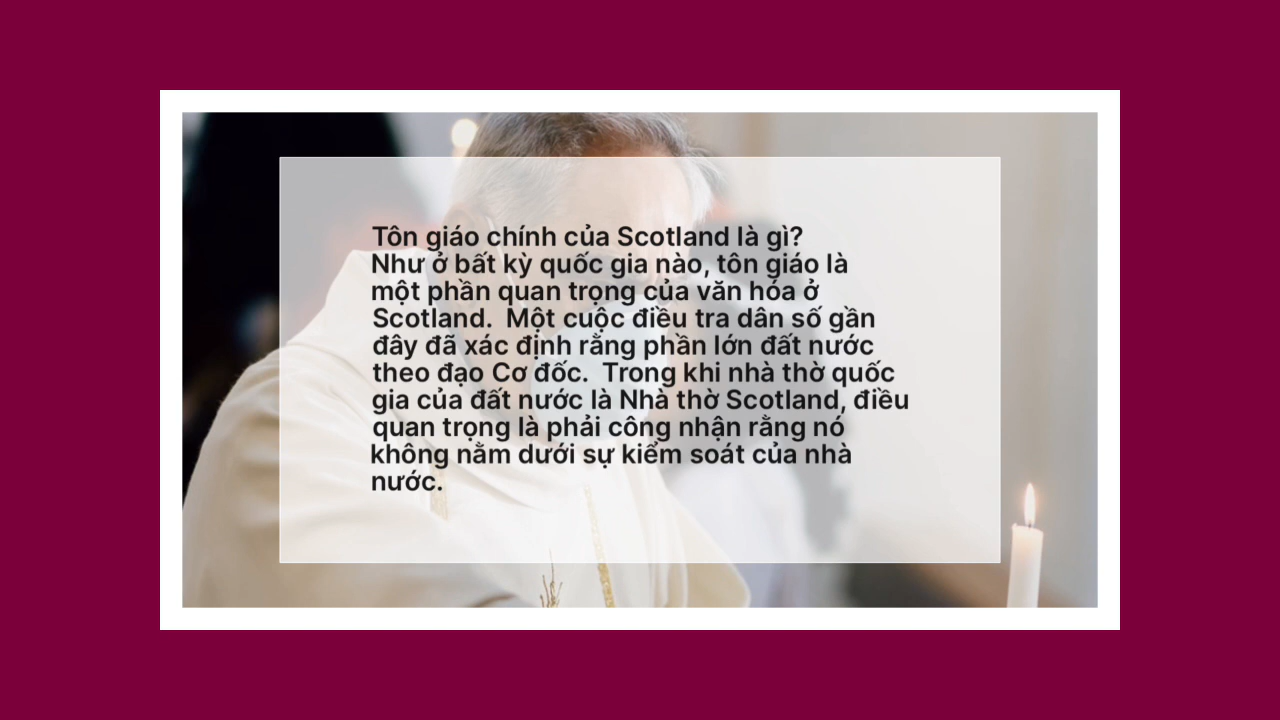 Tôn giáo chính của Scotland là gì?
Như ở bất kỳ quốc gia nào, tôn giáo là
một phần quan trọng của văn hóa ở
Scotland.  Một cuộc điều tra dân số gần
đây đã xác định rằng phần lớn đất nước
theo đạo Cơ đốc.  Trong khi nhà thờ quốc
gia của đất nước là Nhà thờ Scotland, điều
quan trọng là phải công nhận rằng nó
không nằm dưới sự kiểm soát của nhà
nước.